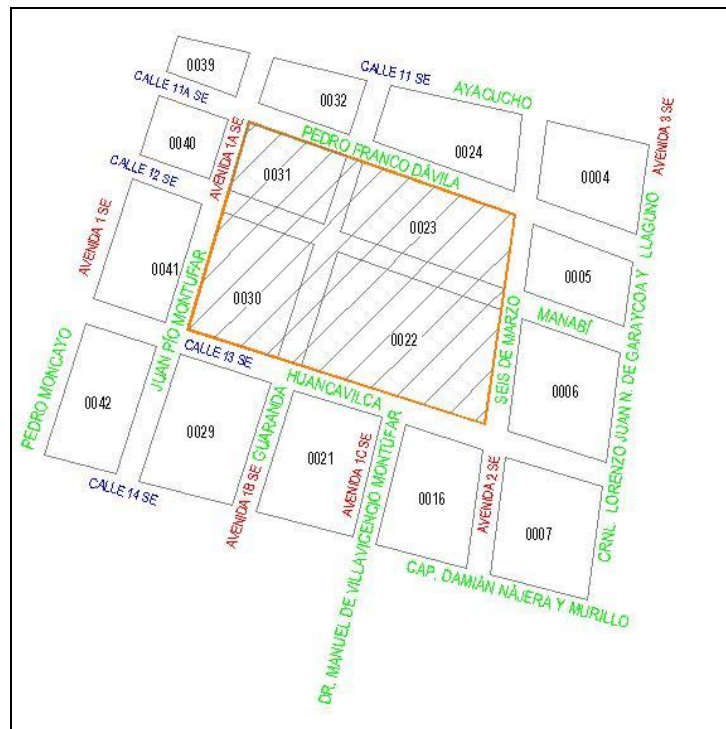 0039
CALLE 11 SE
CALLE 11A SE
0032
AYACUCHO
AVENIDA 3 SE
0040
AVENIDA 1A SE
PEDRO FRANCO DÁVILA
0024
0004
CALLE 12 SE
0031
0023
LLAGUNO
AVENIDA 1 SE
0041
JUAN PÍO MONTÚFAR
0030
0022
SEIS DE MARZO
0005
MANABÍ
CRNL. LORENZO JUAN N. DE GARAYCOA Y
PEDRO MONCAYO
0042
CALLE 13 SE
HUANCAVILCA
0006
0029
GUARANDA
0021
AVENIDA 1C SE
DR. MANUEL DE VILLAVICENCIO MONTÚFAR
0016
AVENIDA 2 SE
0007
CALLE 14 SE
AVENIDA 1B SE
CAP. DAMIÁN NÁJERA Y MURILLO